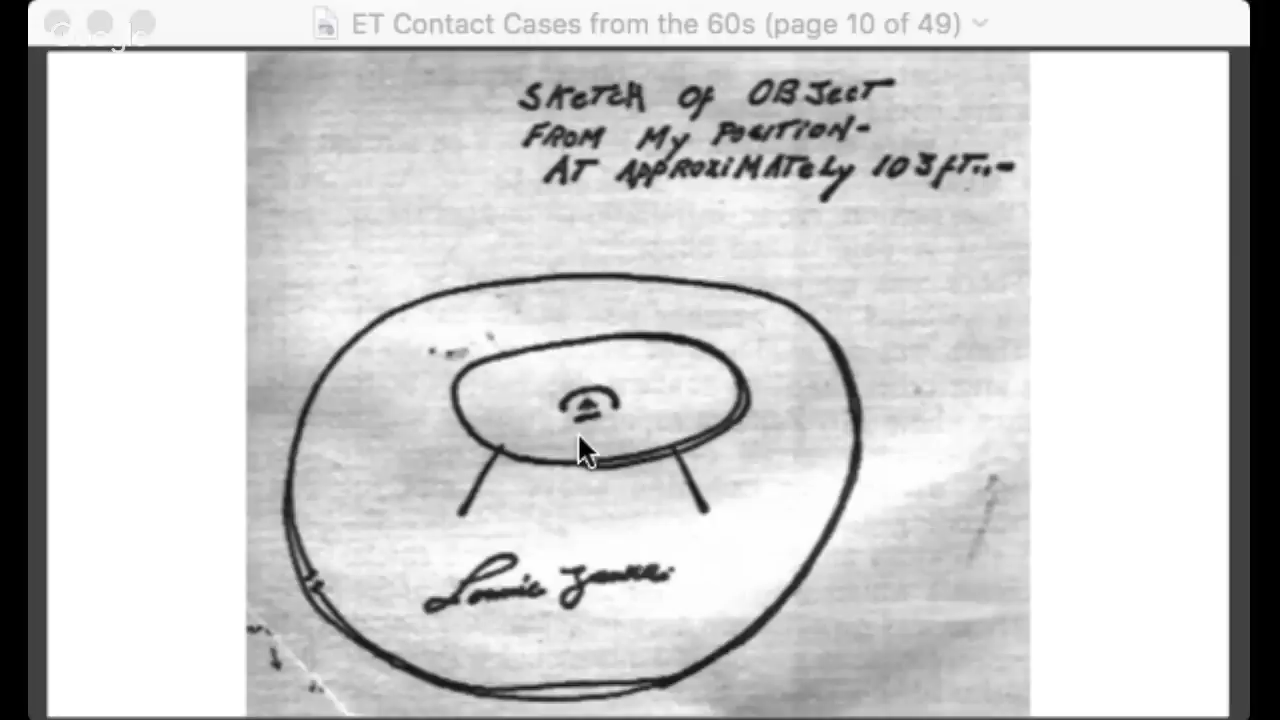 Google
ET Contact Cases from the 60s (page 10 of 49)
SKETCH Of OBJecT
FROM My POSITION-
AT APPROXiMATELy 103 fT..-
Lonnie Zamora